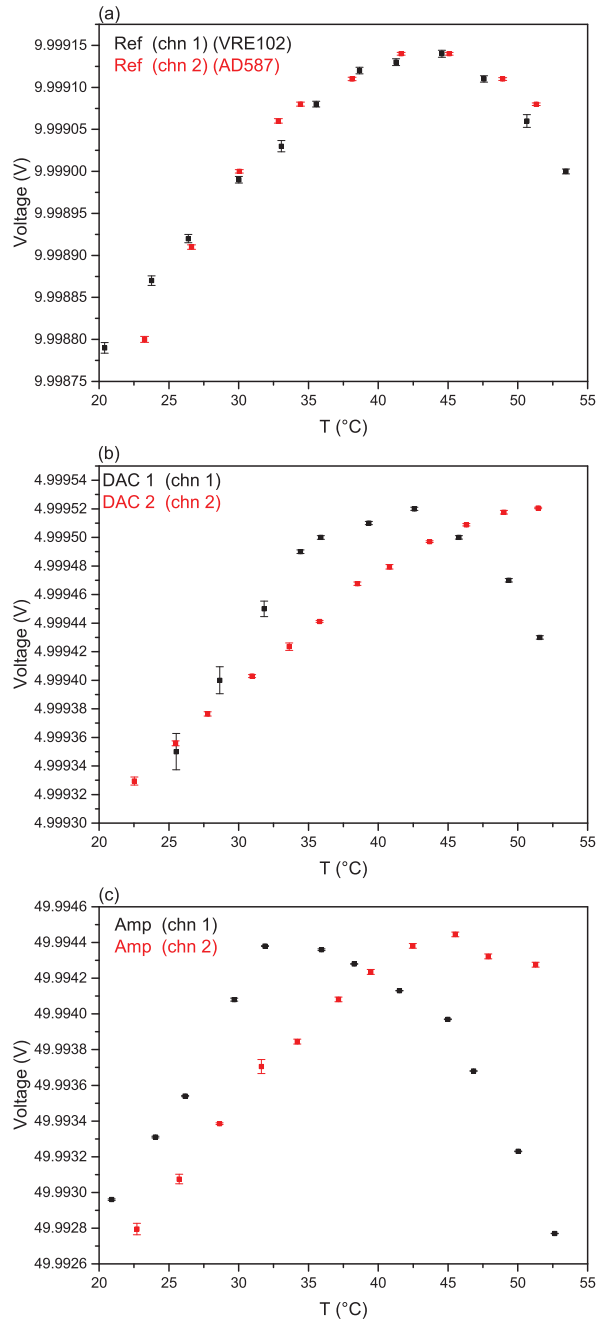 (a)
Ref (chn 1) (VRE102)
Ref (chn 2) (AD587)
9.99915
9.99910
9.99905
9.99900
9.99895
9.99890
9.99885
9.99880
9.99875
Voltage (V)
20 25 30 35 40 45 50 55
T (°C)
(b)
DAC 1 (chn 1)
DAC 2 (chn 2)
4.99954
4.99952
4.99950
4.99948
4.99946
4.99944
4.99942
4.99940
4.99938
4.99936
4.99934
4.99932
4.99930
Voltage (V)
20 25 30 35 40 45 50 55
T (°C)
(c)
Amp (chn 1)
Amp (chn 2)
49.9946
49.9944
49.9942
49.9940
49.9938
49.9936
49.9934
49.9932
49.9930
49.9928
49.9926
Voltage (V)
20 25 30 35 40 45 50 55
T (°C)